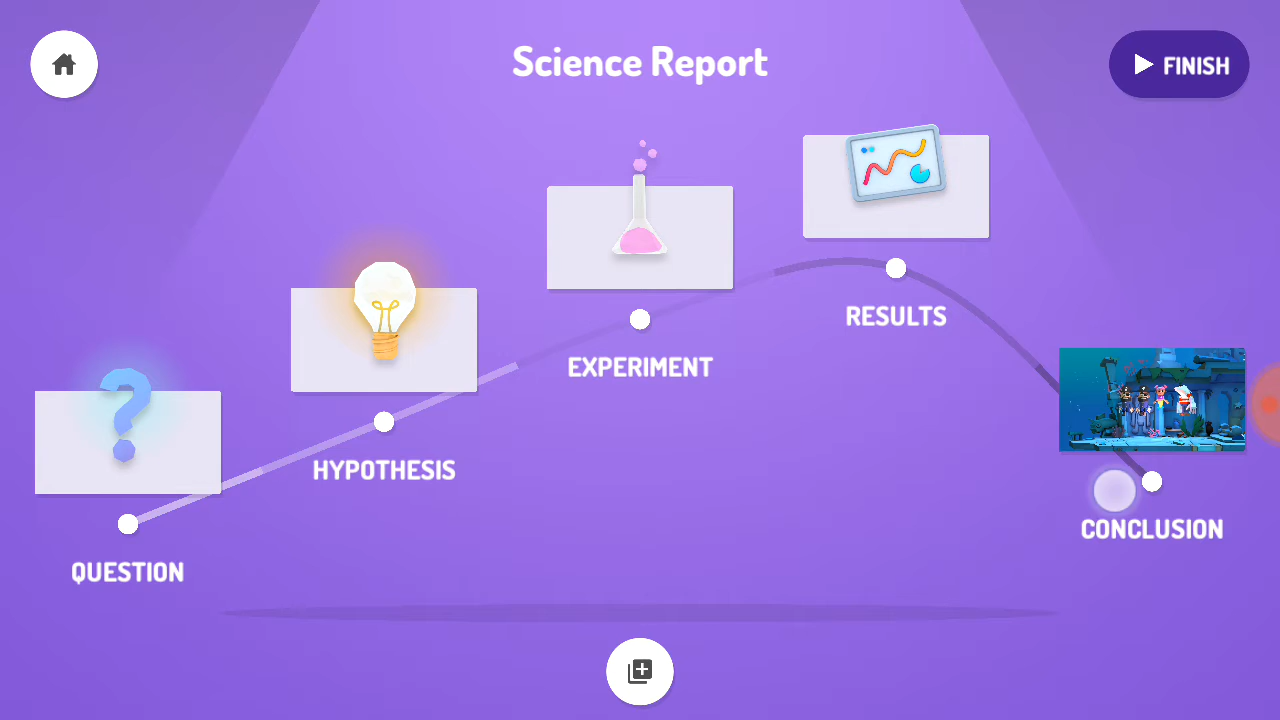 Science Report
FINISH
RESULTS
EXPERIMENT
HYPOTHESIS
CONCLUSION
QUESTION